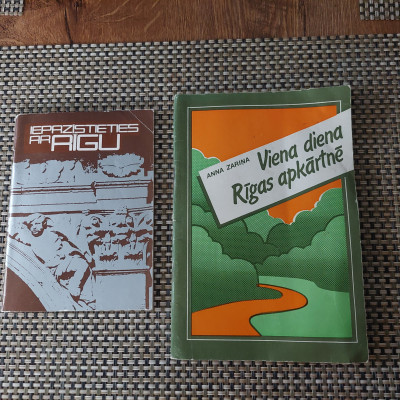 IEPAZĪSTIETIES
AR RĪGU
ANNA ZARIŅA
Viena diena
Rīgas apkārtnē